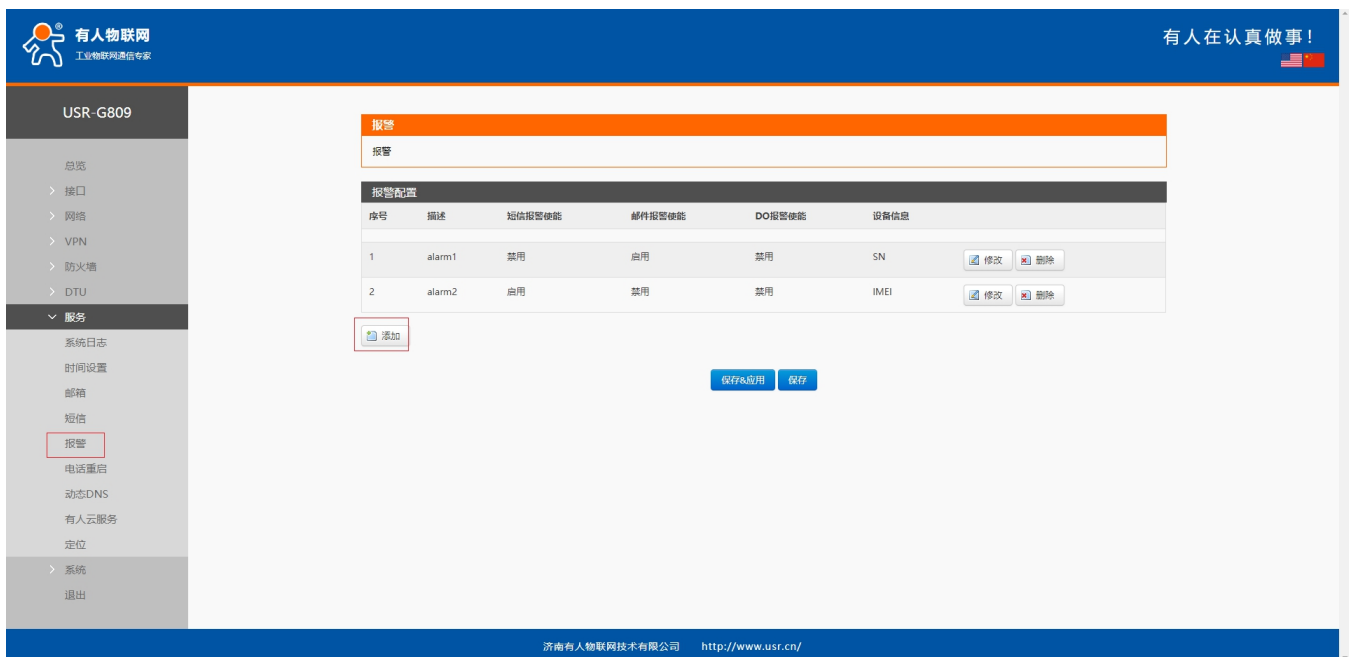 有人物联网
工业物联网通信专家
有人在认真做事!
USR-G809
总览
接口
网络
VPN
防火墙
DTU
服务
系统日志
时间设置
邮箱
短信
报警
电话重启
动态DNS
有人云服务
定位
系统
退出
报警
报警
报警配置
序号 描述 短信报警使能 邮件报警使能 DO报警使能 设备信息
1 alarm1 禁用 启用 禁用 SN 修改 删除
2 alarm2 启用 禁用 禁用 IMEI 修改 删除
添加
保存&应用 保存
济南有人物联网技术有限公司 http://www.usr.cn/